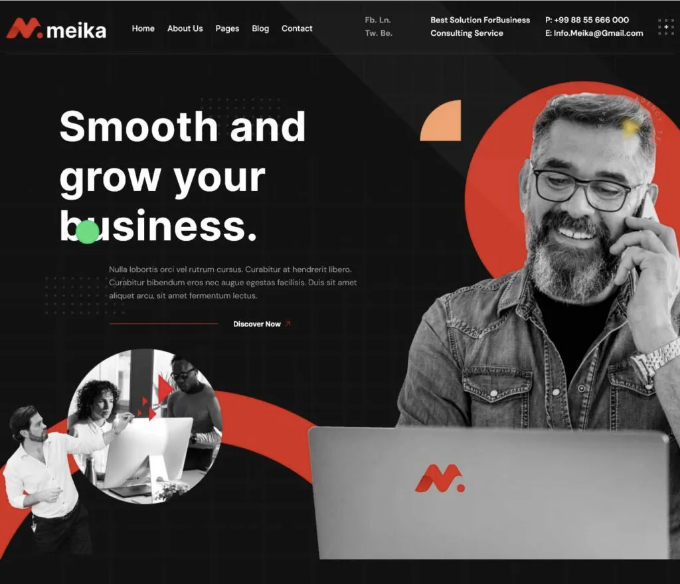 meika
Home About Us Pages Blog Contact
Fb. Ln.
Tw. Be.
Best Solution ForBusiness
Consulting Service
P: +99 88 55 666 000
E: Info.Meika@Gmail.com
Smooth and
grow your
business.
Nulla lobortis orci vel rutrum cursus. Curabitur at hendrerit libero.
Curabitur bibendum eros nec augue egestas facilisis. Duis sit amet
aliquet arcu, sit amet fermentum lectus.
Discover Now